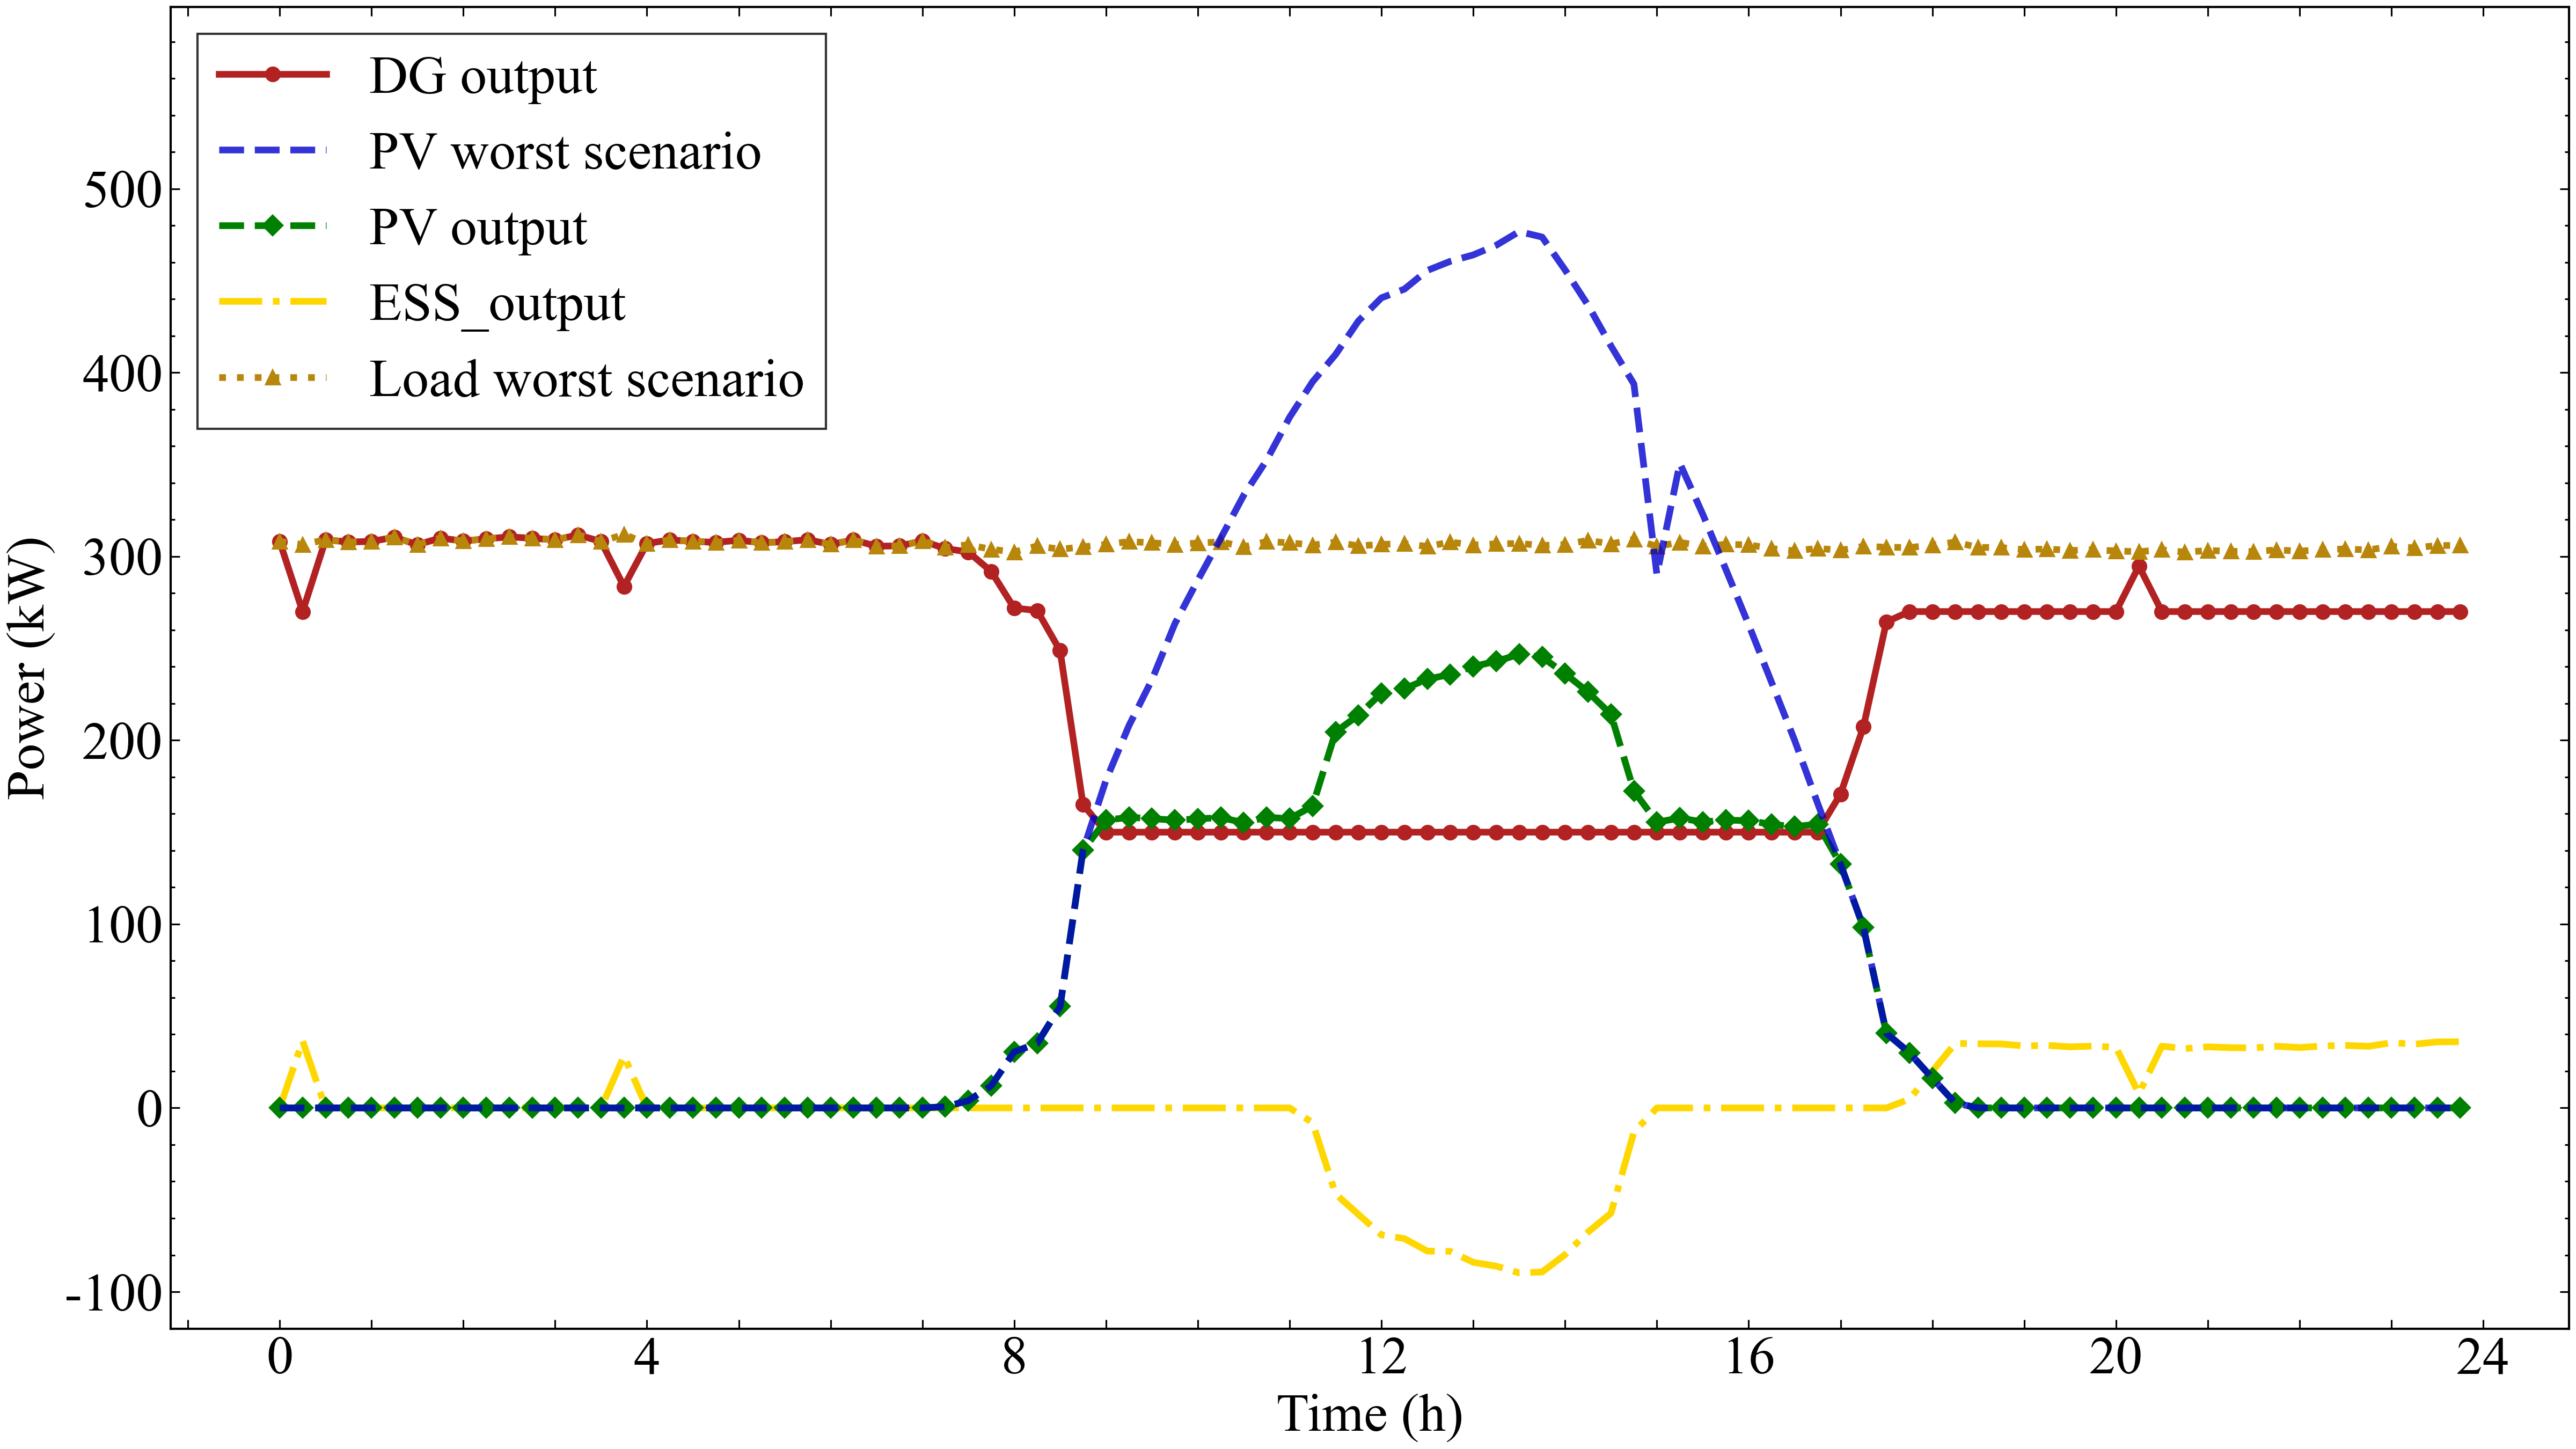 DG output
PV worst scenario
PV output
ESS_output
Load worst scenario
500
400
300
200
100
0
-100
Power (kW)
0 4 8 12 16 20 24
Time (h)